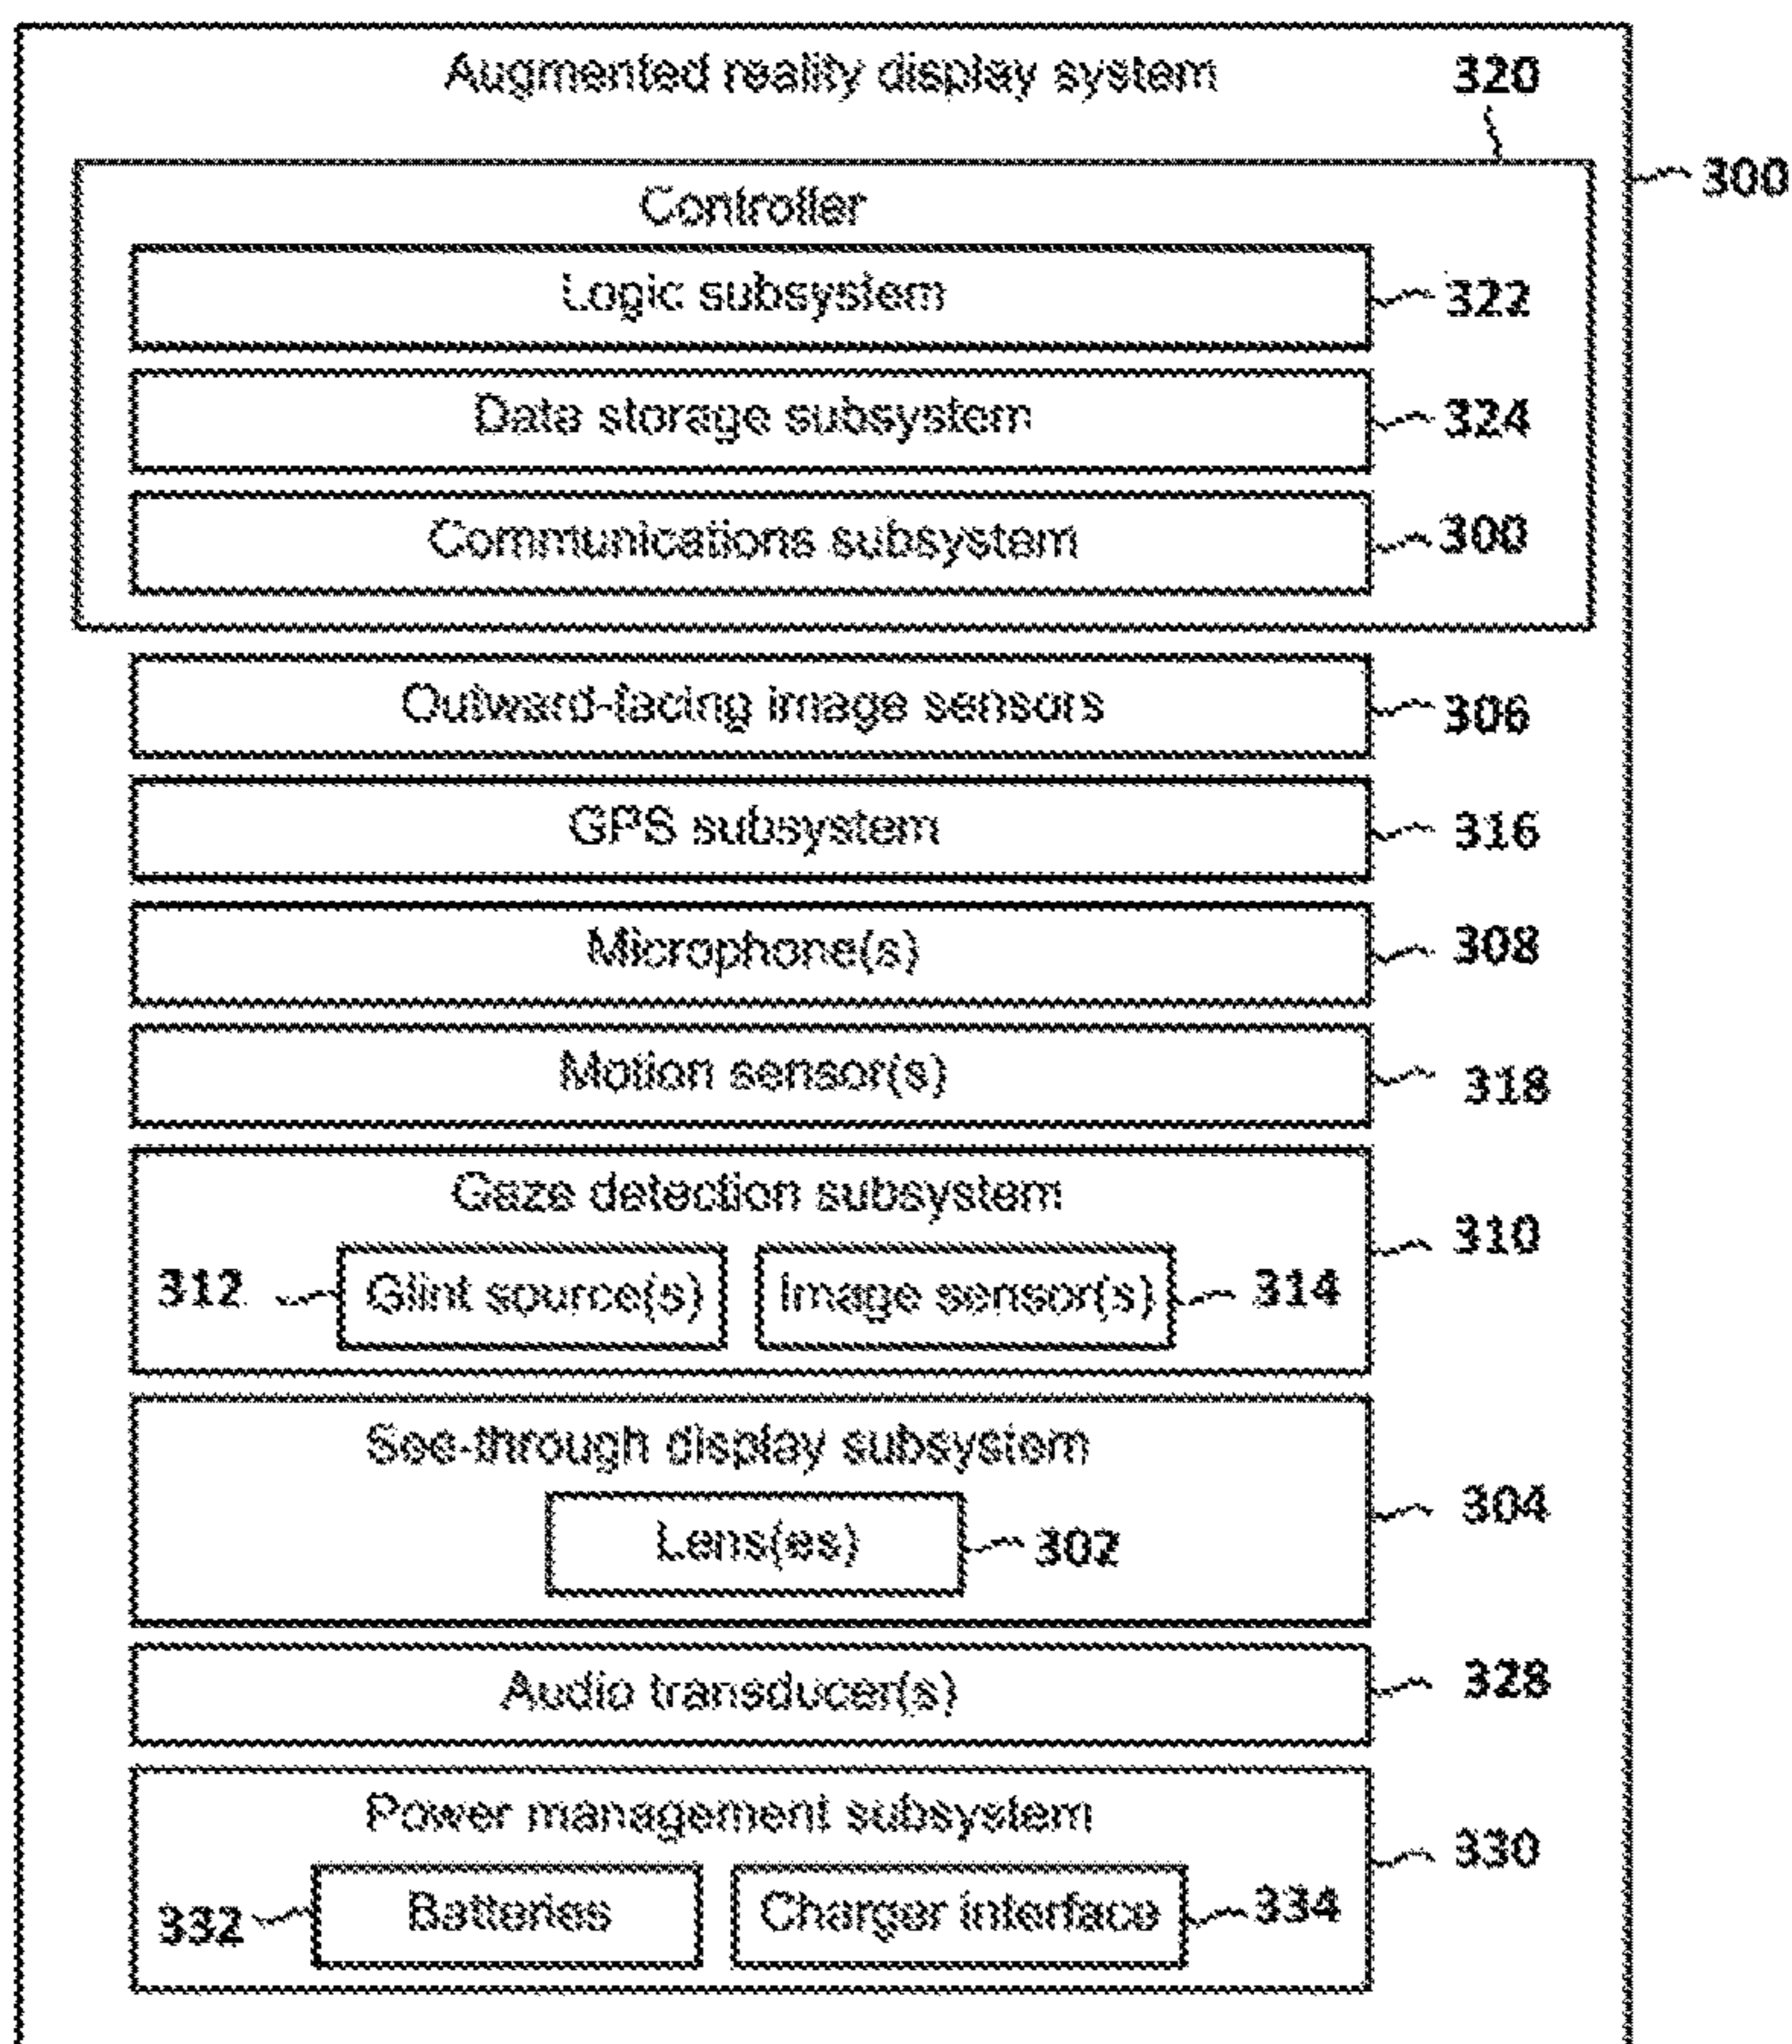 Augmented reality display system 320
300
Controller
Logic subsystem 322
Data storage subsystem 324
Communications subsystem 300
Outward-facing image sensors 306
GPS subsystem 316
Microphone(s) 308
Motion sensor(s) 318
Gaze detection subsystem 310
312 Glint source(s) Image sensor(s) 314
See-through display subsystem 304
Lens(es) 302
Audio transducer(s) 328
Power management subsystem 330
332 Batteries Charger interface 334